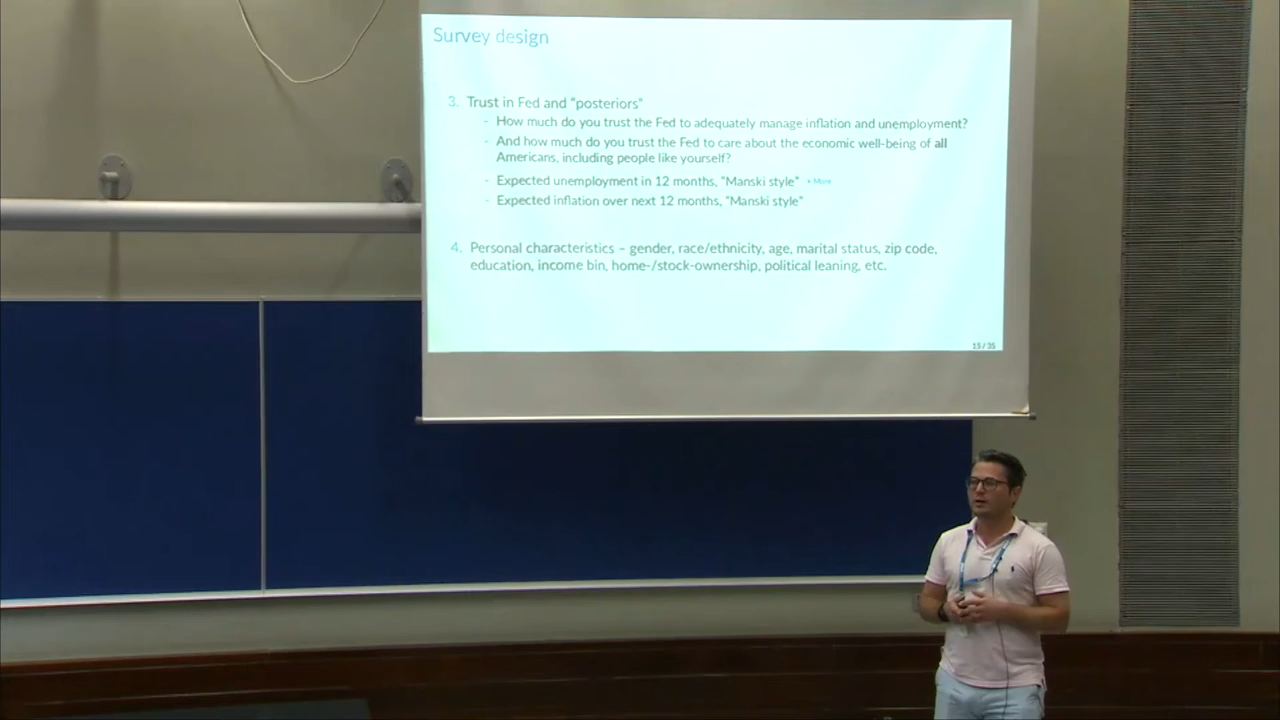 Survey design
3. Trust in Fed and "posteriors"
- How much do you trust the Fed to adequately manage inflation and unemployment?
- And how much do you trust the Fed to care about the economic well-being of all
Americans, including people like yourself?
- Expected unemployment in 12 months, "Manski style" • More
- Expected inflation over next 12 months, "Manski style"
4. Personal characteristics – gender, race/ethnicity, age, marital status, zip code,
education, income bin, home-/stock-ownership, political leaning, etc.
15 / 35